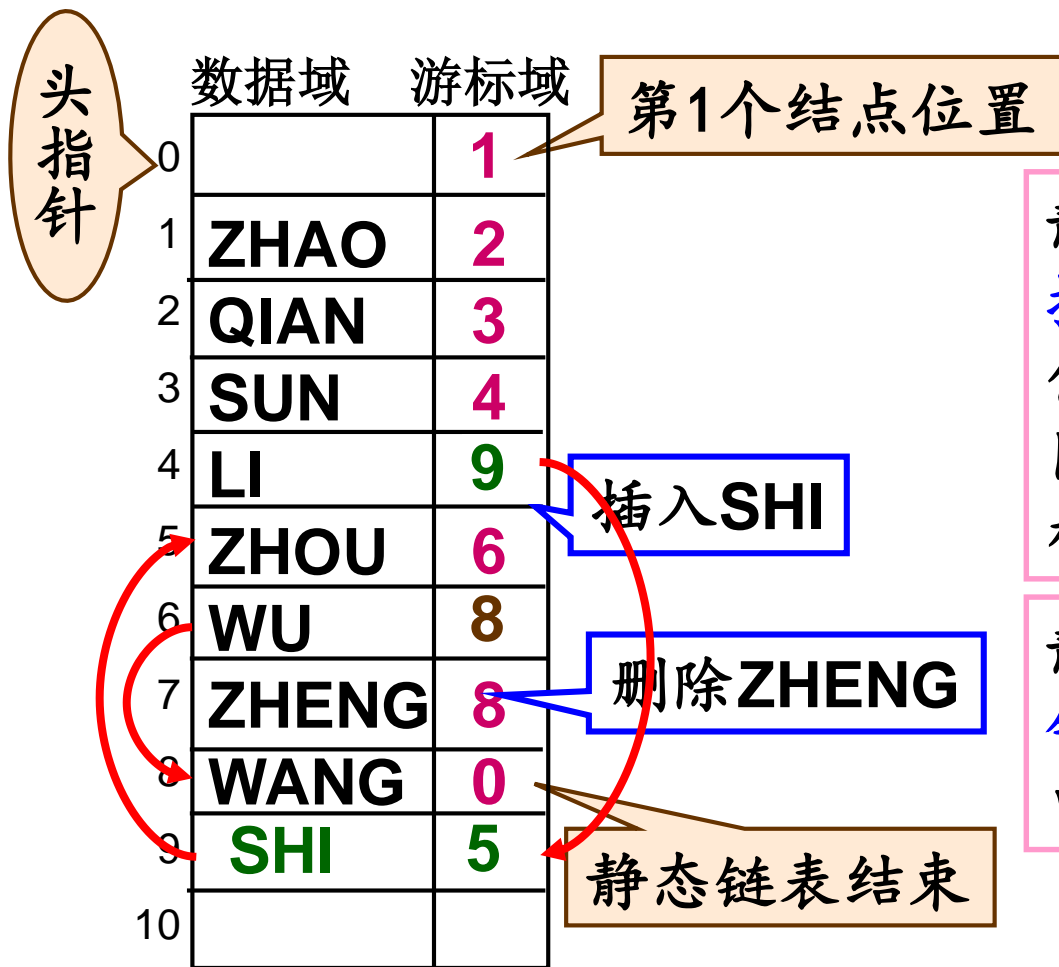 头指针
数据域 游标域
第1个结点位置
0 1
1 ZHAO 2
2 QIAN 3
3 SUN 4
4 LI 9
插入SHI
5 ZHOU 6
6 WU 8
删除ZHENG
7 ZHENG 8
8 WANG 0
9 SHI 5
静态链表结束
10